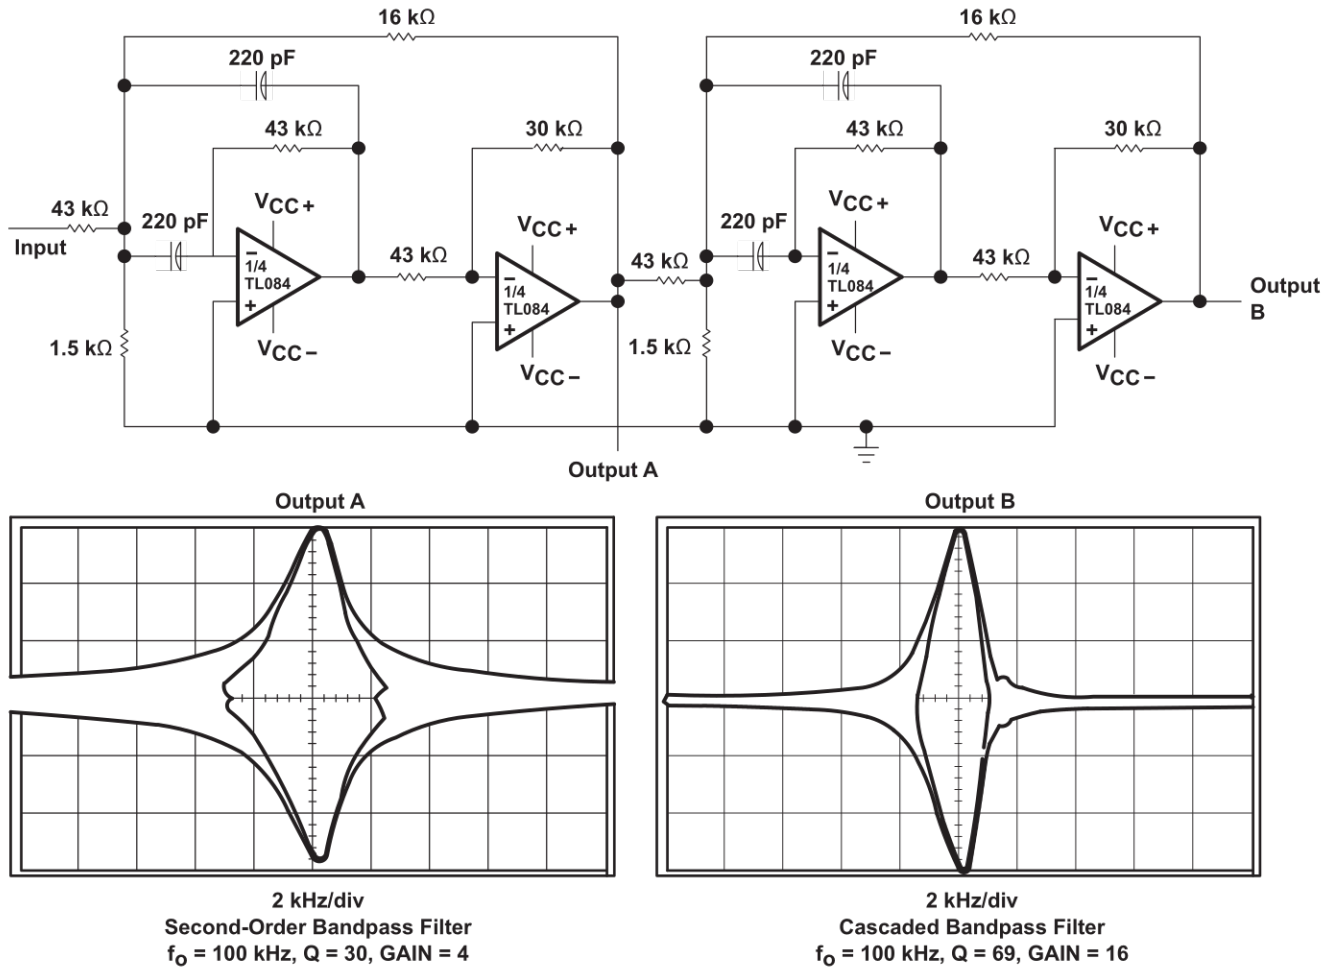 16 kΩ
16 kΩ
220 pF
220 pF
43 kΩ
30 kΩ
43 kΩ
30 kΩ
43 kΩ
Input
220 pF
VCC+
−
1/4
TL084
+
VCC−
43 kΩ
VCC+
−
1/4
TL084
+
VCC−
1.5 kΩ
43 kΩ
220 pF
VCC+
−
1/4
TL084
+
VCC−
43 kΩ
VCC+
−
1/4
TL084
+
VCC−
1.5 kΩ
Output
B
Output A
Output A
Output B
2 kHz/div
Second-Order Bandpass Filter
fo = 100 kHz, Q = 30, GAIN = 4
2 kHz/div
Cascaded Bandpass Filter
fo = 100 kHz, Q = 69, GAIN = 16